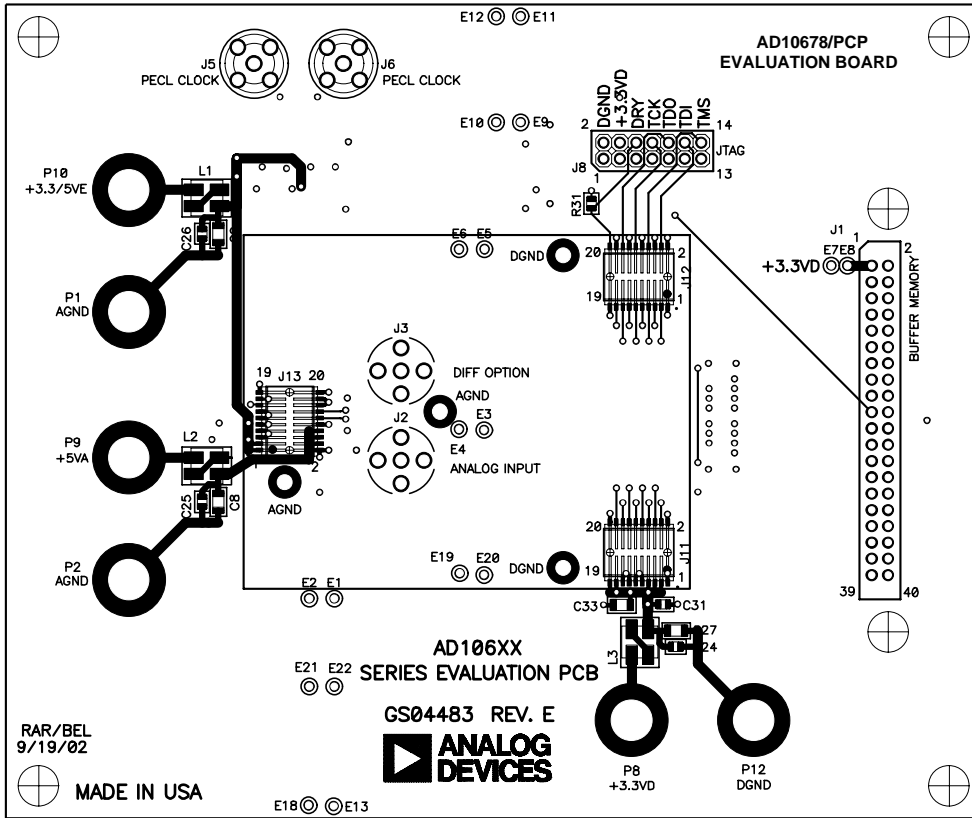 E12
E11
AD10678/PCP
EVALUATION BOARD
J5
PECL CLOCK
J6
PECL CLOCK
DGND
+3.3VD
DRY
TCK
TDO
TDI
TMS
E10
E9
2
14
JTAG
J8
1
13
P10
+3.3/5VE
L1
R31
C26
E6
E5
DGND
20
2
J12
19
1
J1
1
2
E7E8
+3.3VD
BUFFER MEMORY
P1
AGND
J3
DIFF OPTION
19
J13
20
AGND
P9
+5VA
L2
J2
E3
E4
ANALOG INPUT
2
C25
C8
AGND
20
2
J11
19
1
P2
AGND
E19
E20
DGND
E2
E1
C33
C31
39
40
27
24
L3
AD106XX
SERIES EVALUATION PCB
E21
E22
GS04483 REV. E
RAR/BEL
9/19/02
ANALOG
DEVICES
P8
+3.3VD
P12
DGND
MADE IN USA
E18
E13